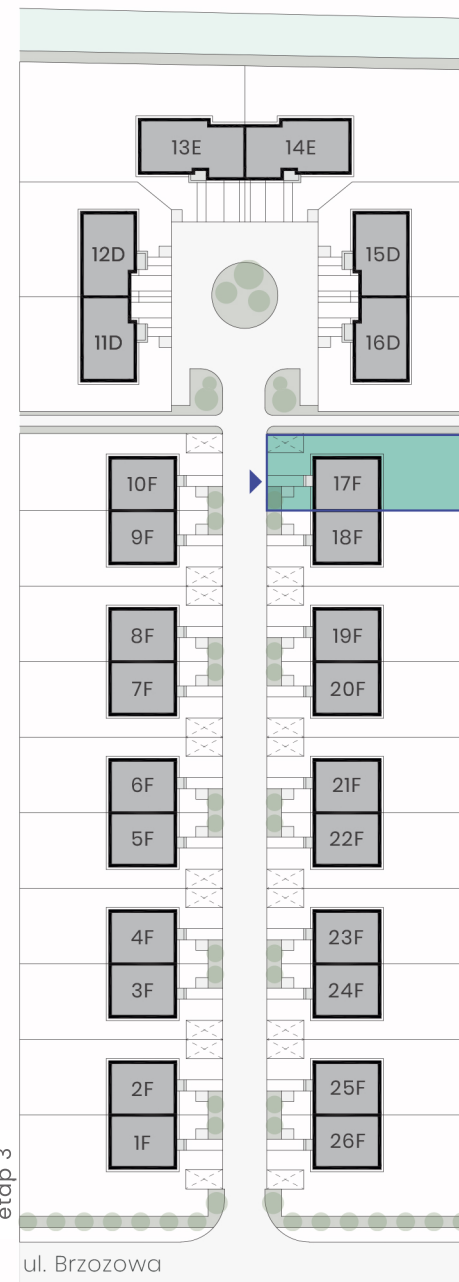 13E 14E
12D 15D
11D 16D
10F 17F
9F 18F
8F 19F
7F 20F
6F 21F
5F 22F
4F 23F
3F 24F
2F 25F
1F 26F
etap 3
ul. Brzozowa